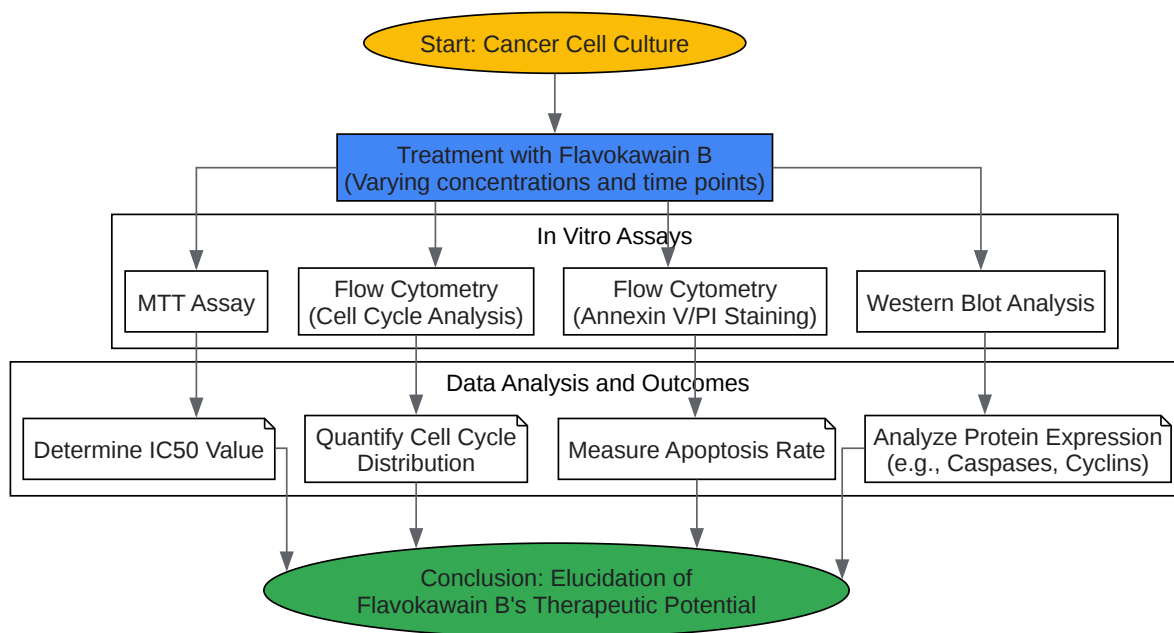 Start: Cancer Cell Culture
Treatment with Flavokawain B
(Varying concentrations and time points)
In Vitro Assays
MTT Assay
Flow Cytometry
(Cell Cycle Analysis)
Flow Cytometry
(Annexin V/PI Staining)
Western Blot Analysis
Data Analysis and Outcomes
Determine IC50 Value
Quantify Cell Cycle
Distribution
Measure Apoptosis Rate
Analyze Protein Expression
(e.g., Caspases, Cyclins)
Conclusion: Elucidation of
Flavokawain B's Therapeutic Potential